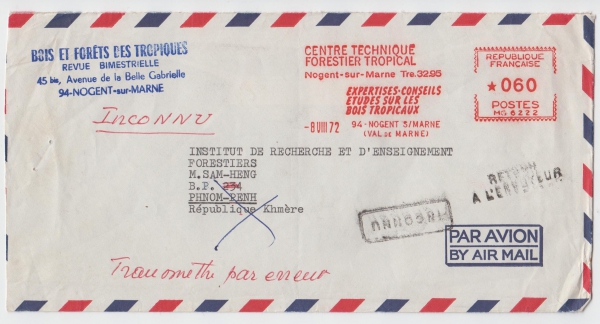 BOIS ET FORÊTS DES TROPIQUES
REVUE BIMESTRIELLE
45 bis, Avenue de la Belle Gabrielle
94-NOGENT-sur-MARNE
CENTRE TECHNIQUE
FORESTIER TROPICAL
Nogent-sur-Marne Tre.3295
EXPERTISES-CONSEILS
ETUDES SUR LES
BOIS TROPICAUX
-8 VIII 72
94-NOGENT S/MARNE
(VAL DE MARNE)
REPUBLIQUE
FRANÇAISE
★060
POSTES
MG 6222
INCONNU
INSTITUT DE RECHERCHE ET D'ENSEIGNEMENT
FORESTIERS
M.SAM-HENG
B.P. 234
PHNOM-PENH
République Khmère
RETOUR
A L'ENVOYEUR
INCONNU
PAR AVION
BY AIR MAIL
Transmettre par erreur